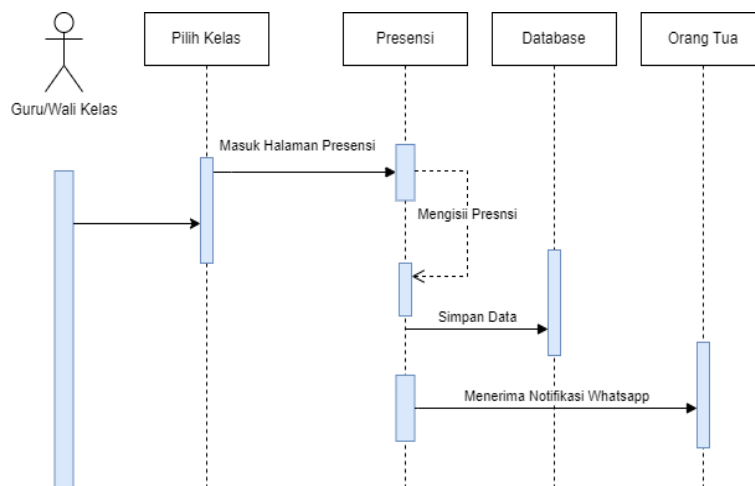 Pilih Kelas
Presensi
Database
Orang Tua
Guru/Wali Kelas
Masuk Halaman Presensi
Mengisii Presnsi
Simpan Data
Menerima Notifikasi Whatsapp